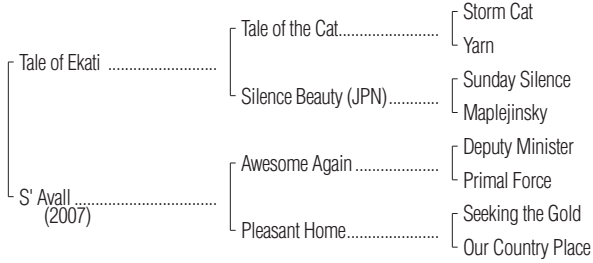 Storm Cat
Tale of the Cat......................
Yarn
Tale of Ekati ........................
Sunday Silence
Silence Beauty (JPN)...........
Maplejinsky
Deputy Minister
Awesome Again ..................
Primal Force
S' Avall................................
(2007)
Seeking the Gold
Pleasant Home....................
Our Country Place